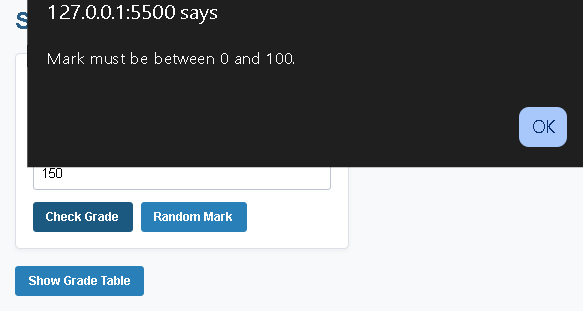 127.0.0.1:5500 says
Mark must be between 0 and 100.
OK
150
Check Grade
Random Mark
Show Grade Table